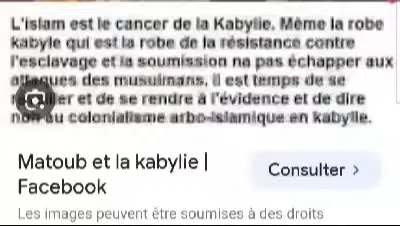 L'islam est le cancer de la Kabylie. Même la robe
kabyle qui est la robe de la résistance contre
l'esclavage et la soumission na pas échapper aux
attaques des musulmans, il est temps de se
et de se rendre à l'évidence et de dire
non au colonialisme arbo-islamique en kabylie.
Matoub et la kabylie |
Facebook
Consulter >
Les images peuvent être soumises à des droits